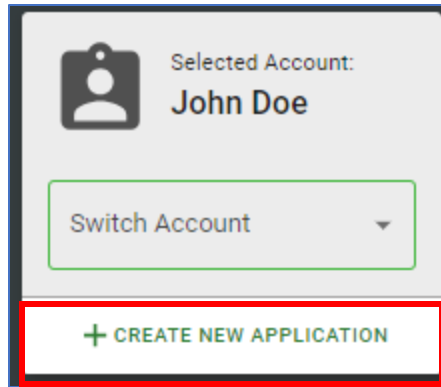 Selected Account:
John Doe
Switch Account
+ CREATE NEW APPLICATION